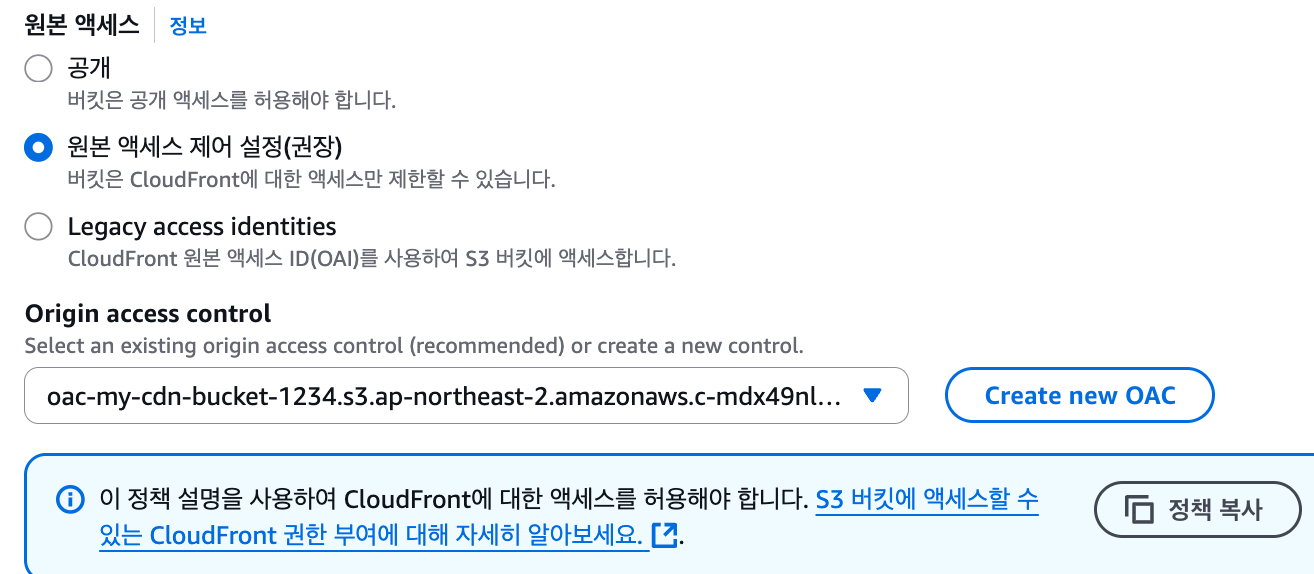 원본 액세스 정보
공개
버킷은 공개 액세스를 허용해야 합니다.
원본 액세스 제어 설정(권장)
버킷은 CloudFront에 대한 액세스만 제한할 수 있습니다.
Legacy access identities
CloudFront 원본 액세스 ID(OAI)를 사용하여 S3 버킷에 액세스합니다.
Origin access control
Select an existing origin access control (recommended) or create a new control.
oac-my-cdn-bucket-1234.s3.ap-northeast-2.amazonaws.c-mdx49nl... Create new OAC
이 정책 설명을 사용하여 CloudFront에 대한 액세스를 허용해야 합니다. S3 버킷에 액세스할 수
있는 CloudFront 권한 부여에 대해 자세히 알아보세요. .
정책 복사